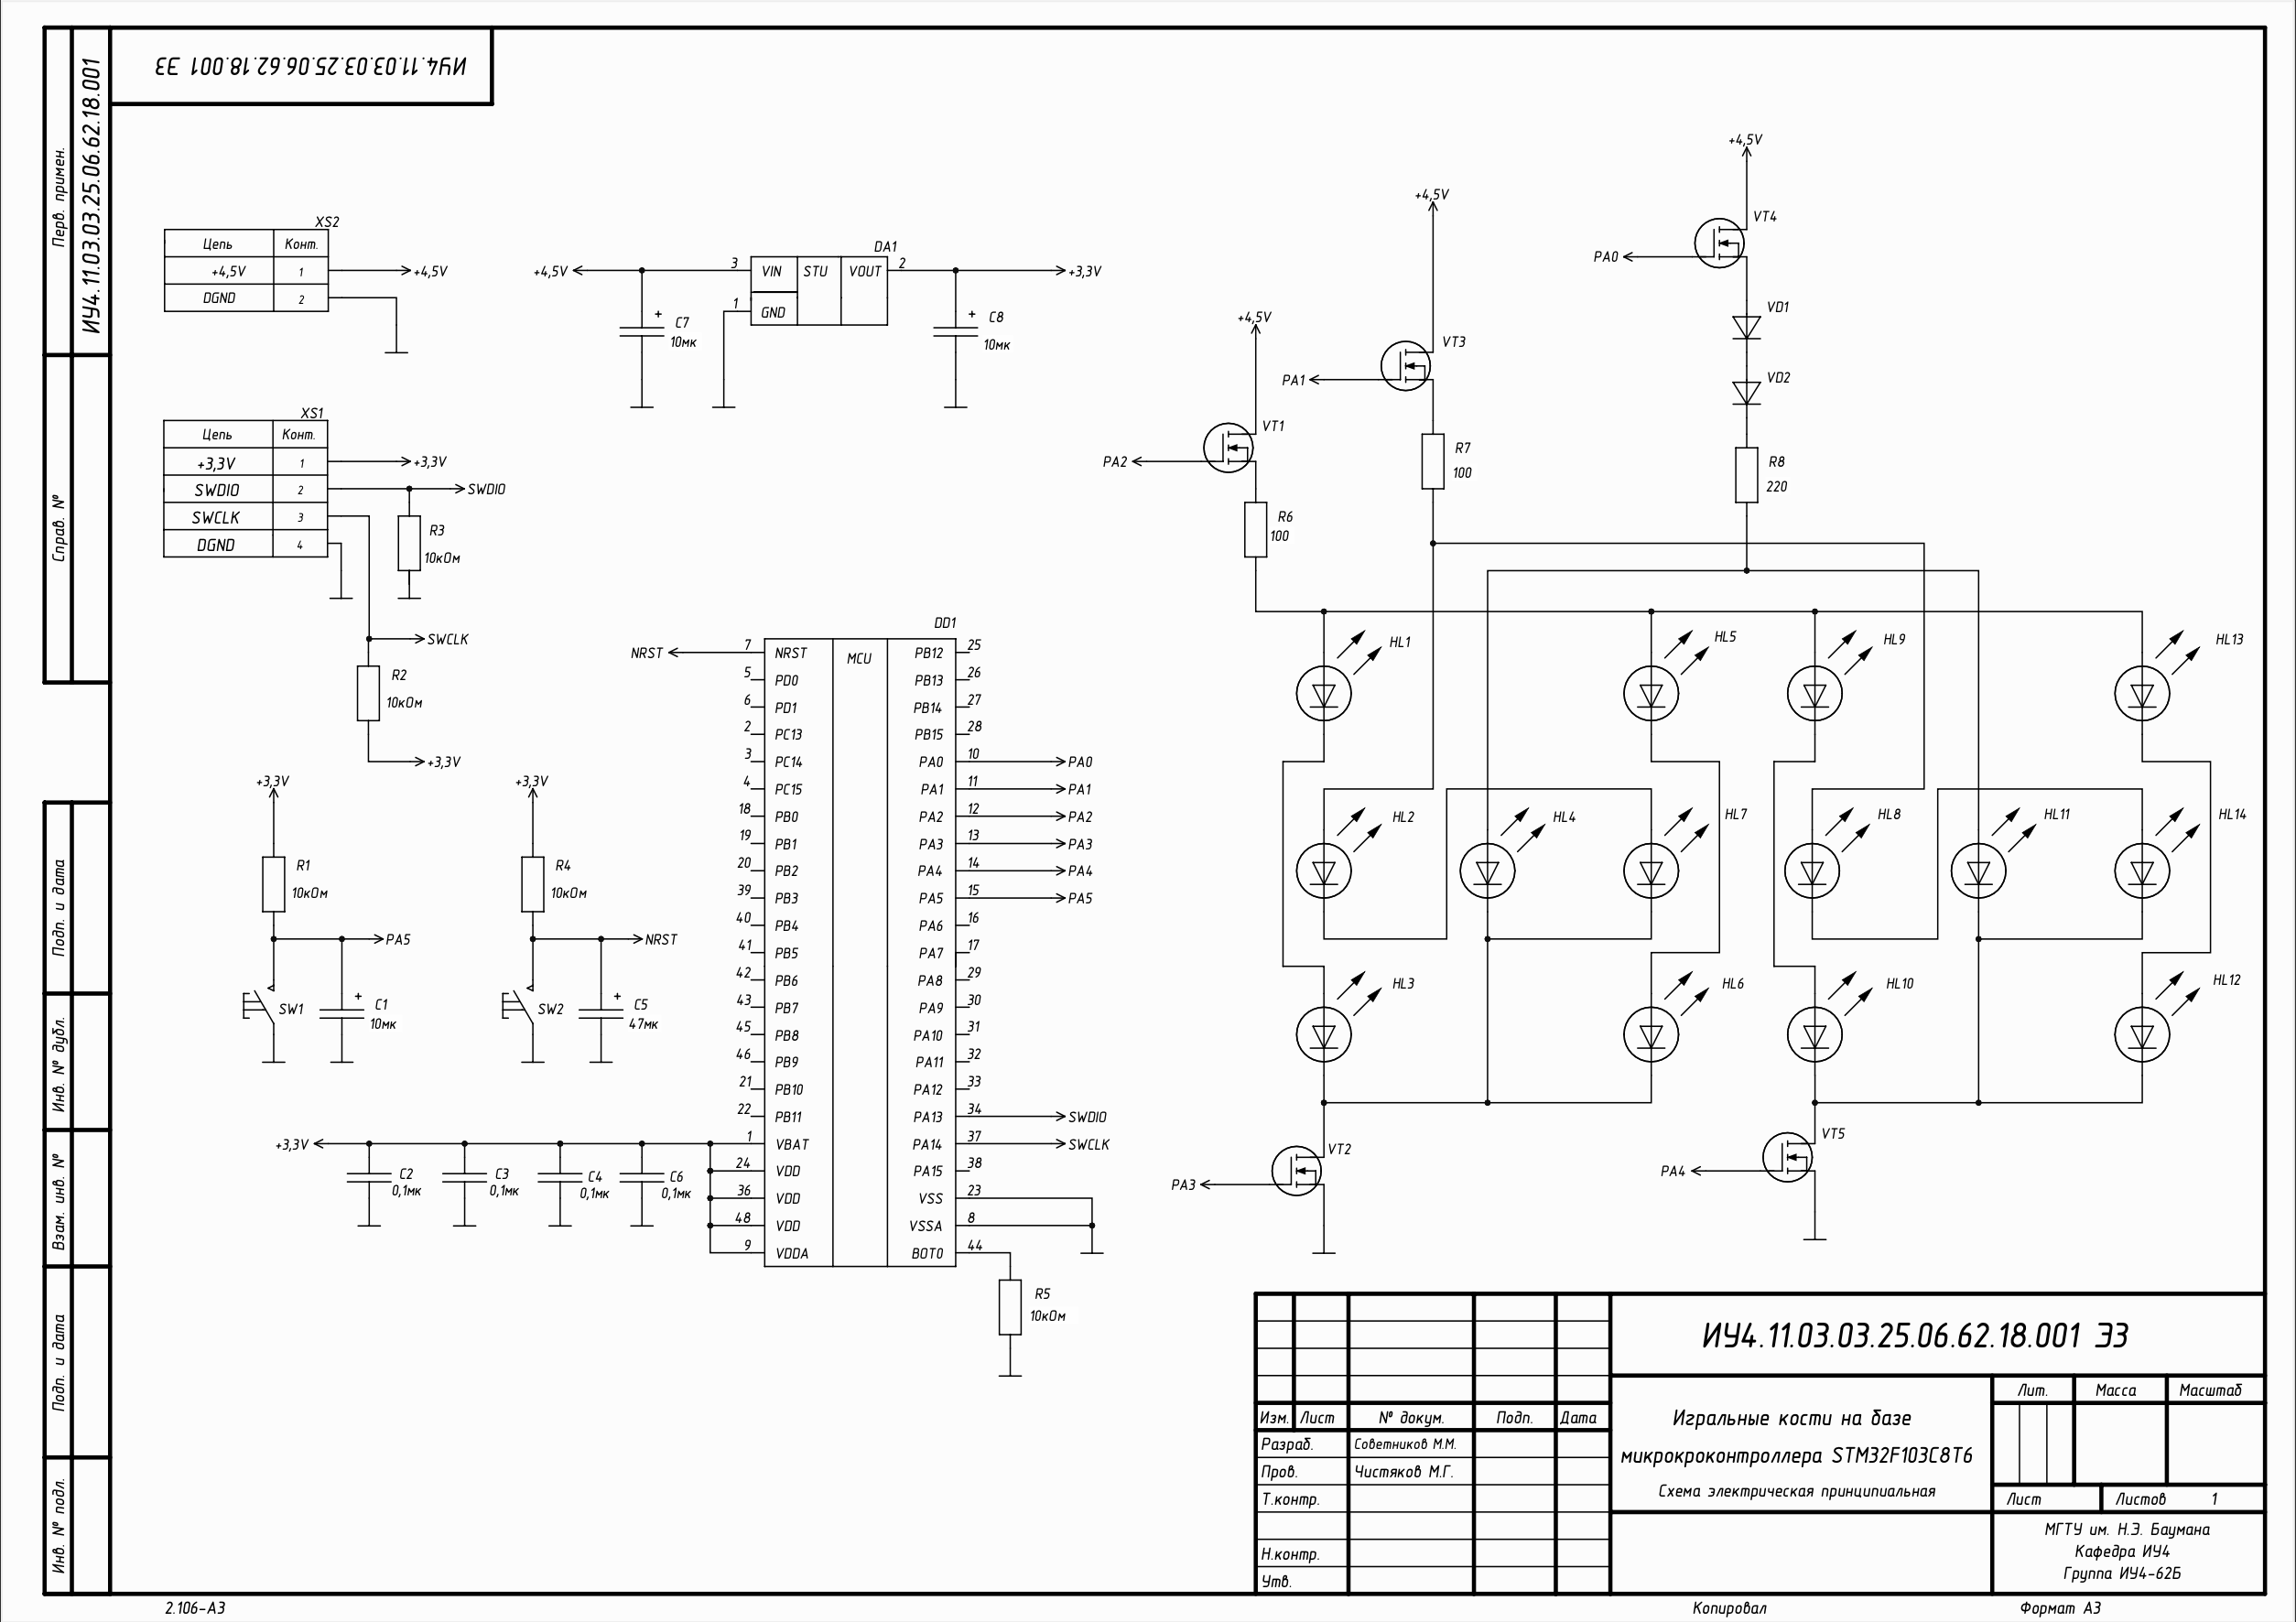 ИУ4.11.03.03.25.06.62.18.001 ЭЗ
Перв. примен.
ИУ4.11.03.03.25.06.62.18.001
Справ. №
Подп. и дата
Инв. № дубл.
Взам. инв. №
Подп. и дата
Инв. № подл.
XS2
Цепь Конт.
+4,5V 1 +4,5V
DGND 2
XS1
Цепь Конт.
+3,3V 1 +3,3V
SWDIO 2 SWDIO
SWCLK 3
DGND 4
R3
10кОм
SWCLK
R2
10кОм
+3,3V
DA1
+4,5V 3 VIN STU VOUT 2 +3,3V
1 GND
+ C7
10мк
+ C8
10мк
+3,3V
R1
10кОм
PA5
SW1
+ C1
10мк
+3,3V
R4
10кОм
NRST
SW2
+ C5
47мк
+3,3V
C2
0,1мк
C3
0,1мк
C4
0,1мк
C6
0,1мк
DD1
MCU
NRST 7 NRST PB12 25
5 PD0 PB13 26
6 PD1 PB14 27
2 PC13 PB15 28
3 PC14 PA0 10 PA0
4 PC15 PA1 11 PA1
18 PB0 PA2 12 PA2
19 PB1 PA3 13 PA3
20 PB2 PA4 14 PA4
39 PB3 PA5 15 PA5
40 PB4 PA6 16
41 PB5 PA7 17
42 PB6 PA8 29
43 PB7 PA9 30
45 PB8 PA10 31
46 PB9 PA11 32
21 PB10 PA12 33
22 PB11 PA13 34 SWDIO
1 VBAT PA14 37 SWCLK
24 VDD PA15 38
36 VDD VSS 23
48 VDD VSSA 8
9 VDDA BOT0 44
R5
10кОм
+4,5V
VT4
PA0
VD1
VD2
R8
220
+4,5V
VT3
PA1
R7
100
+4,5V
VT1
PA2
R6
100
HL1 HL5 HL9 HL13
HL2 HL4 HL7 HL8 HL11 HL14
HL3 HL6 HL10 HL12
VT2
PA3
VT5
PA4
ИУ4.11.03.03.25.06.62.18.001 ЭЗ
Изм. Лист № докум. Подп. Дата
Разраб. Советников М.М.
Пров. Чистяков М.Г.
Т.контр.
Н.контр.
Утв.
Игральные кости на базе
микрокроконтроллера STM32F103C8T6
Схема электрическая принципиальная
Лит. Масса Масштаб
Лист Листов 1
МГТУ им. Н.Э. Баумана
Кафедра ИУ4
Группа ИУ4-62Б
2.106-А3 Копировал Формат А3